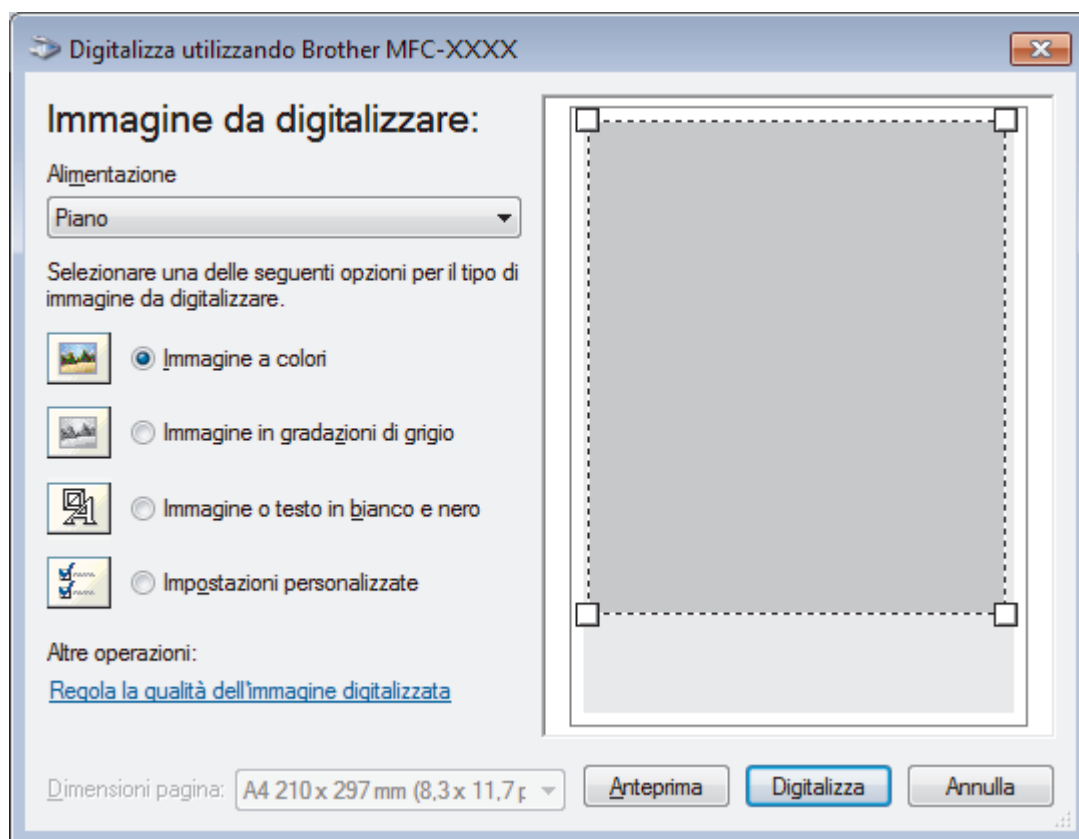 Digitalizza utilizzando Brother MFC-XXXX
Immagine da digitalizzare:
Alimentazione
Piano
Selezionare una delle seguenti opzioni per il tipo di
immagine da digitalizzare.
Immagine a colori
Immagine in gradazioni di grigio
Immagine o testo in bianco e nero
Impostazioni personalizzate
Altre operazioni:
Regola la qualità dell'immagine digitalizzata
Dimensioni pagina: A4 210 x 297 mm (8,3 x 11,7 p
Anteprima Digitalizza Annulla